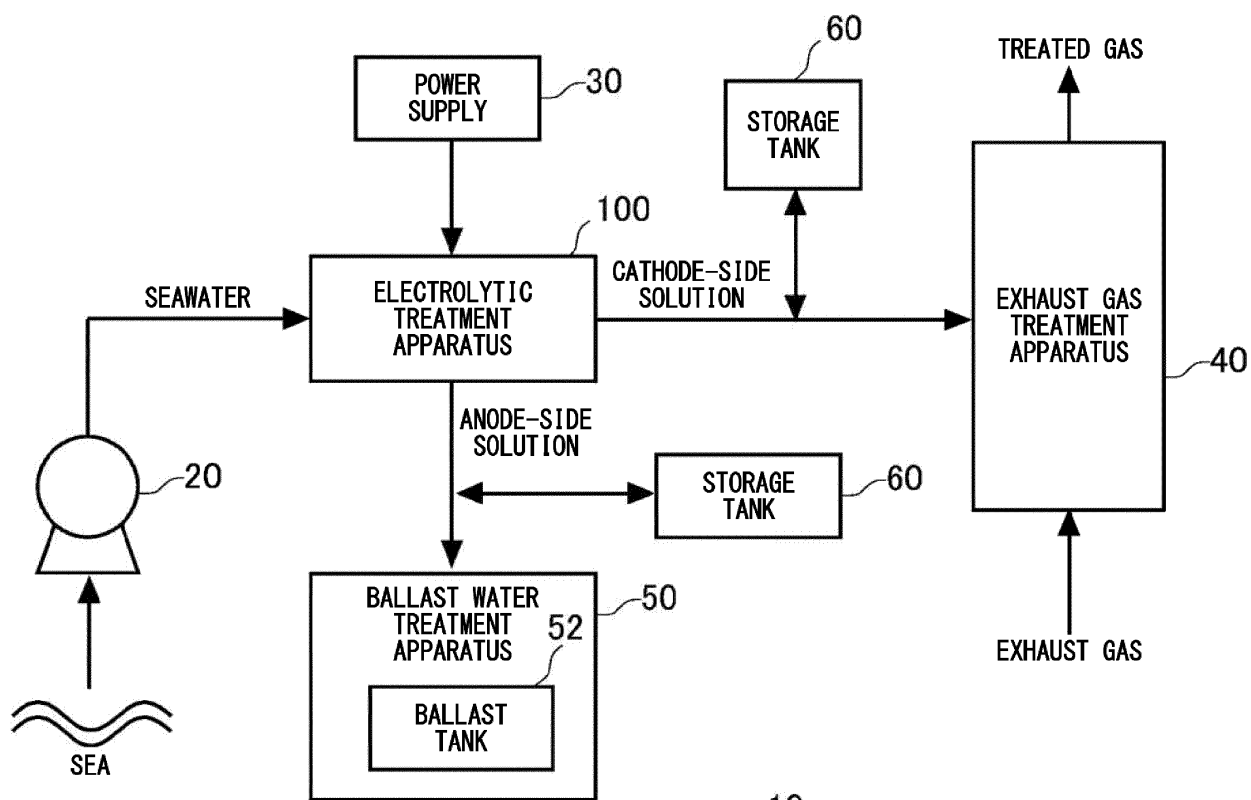 60
TREATED GAS
POWER
SUPPLY
30
STORAGE
TANK
100
CATHODE-SIDE
SOLUTION
SEAWATER
ELECTROLYTIC
TREATMENT
APPARATUS
EXHAUST GAS
TREATMENT
APPARATUS
40
ANODE-SIDE
SOLUTION
20
STORAGE
TANK
60
BALLAST WATER
TREATMENT
APPARATUS
50
52
EXHAUST GAS
BALLAST
TANK
SEA